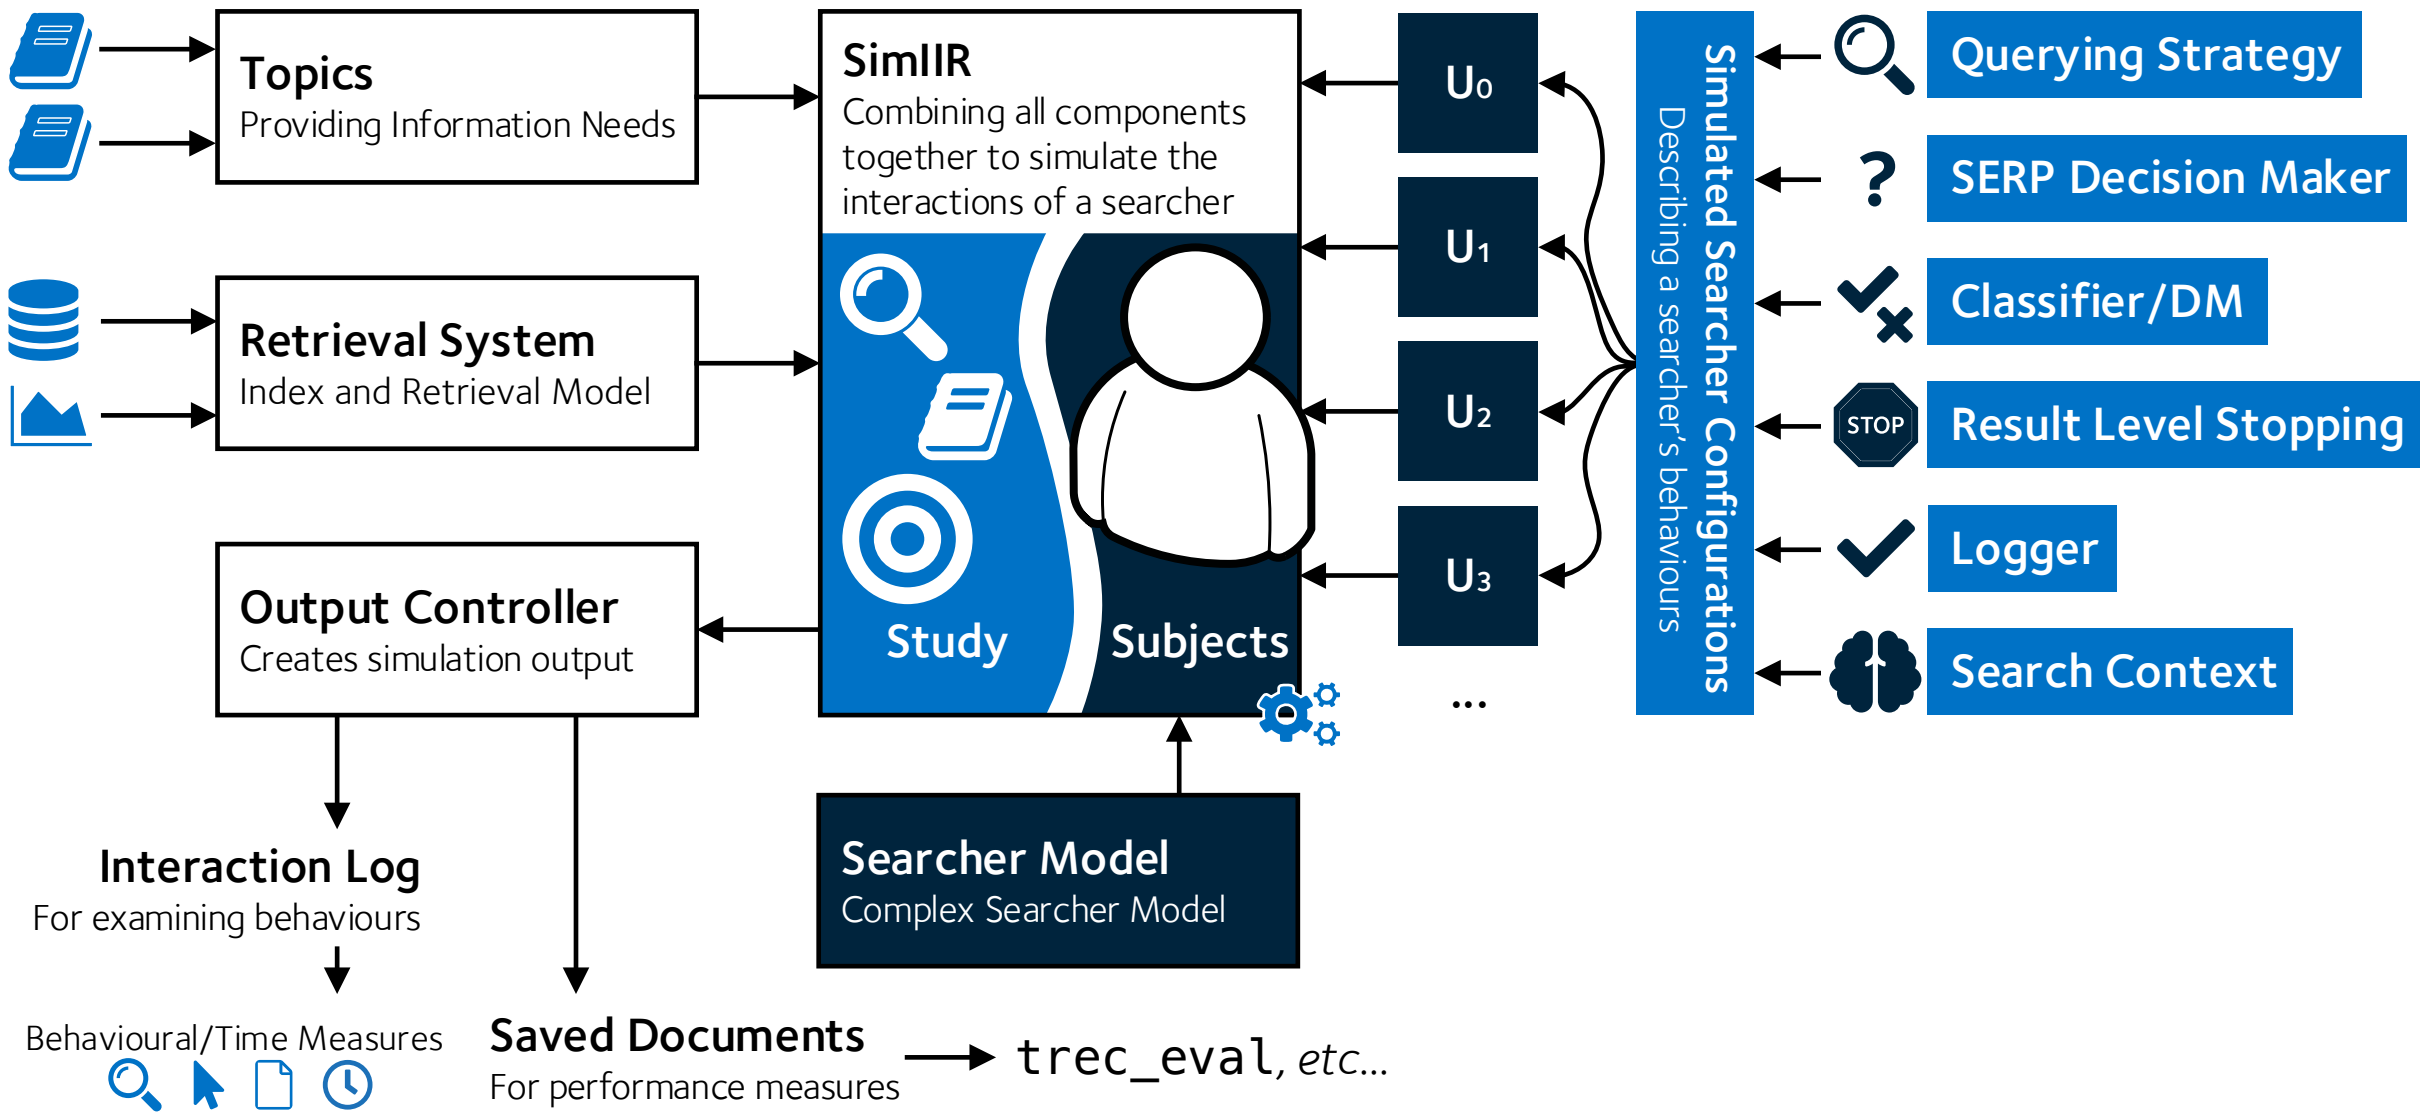 Topics
Providing Information Needs
Retrieval System
Index and Retrieval Model
Output Controller
Creates simulation output
Interaction Log
For examining behaviours
Behavioural/Time Measures
Saved Documents
For performance measures
trec_eval, etc...
SimIIR
Combining all components
together to simulate the
interactions of a searcher
Study
Subjects
Searcher Model
Complex Searcher Model
U0
U1
U2
U3
...
Simulated Searcher Configurations
Describing a searcher's behaviours
Querying Strategy
?
SERP Decision Maker
Classifier/DM
STOP
Result Level Stopping
Logger
Search Context